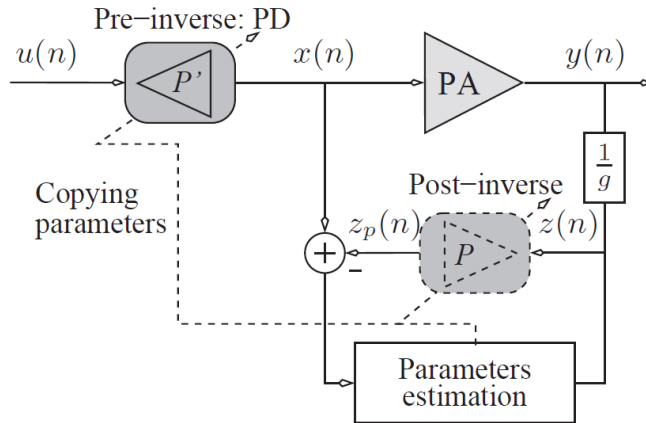 Pre−inverse: PD
u(n)
P'
x(n)
PA
y(n)
1
g
Copying
parameters
Post−inverse
z_p(n)
P
z(n)
+
−
Parameters
estimation